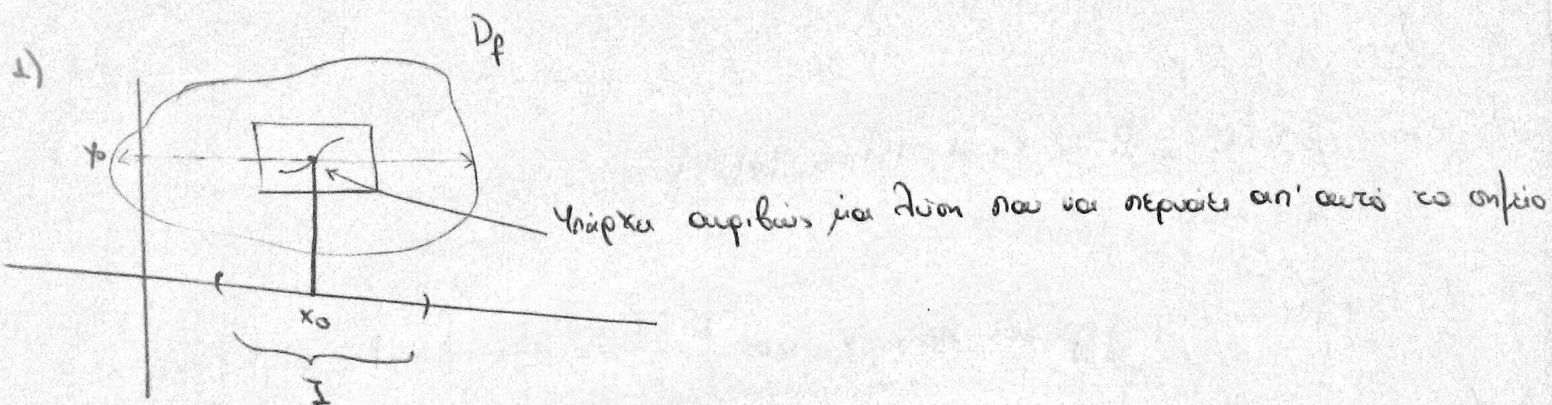 1)
D_f
y₀
Υπάρχει ακριβώς μια λύση που να περνάει απ' αυτό το σημείο
( )
x₀
I